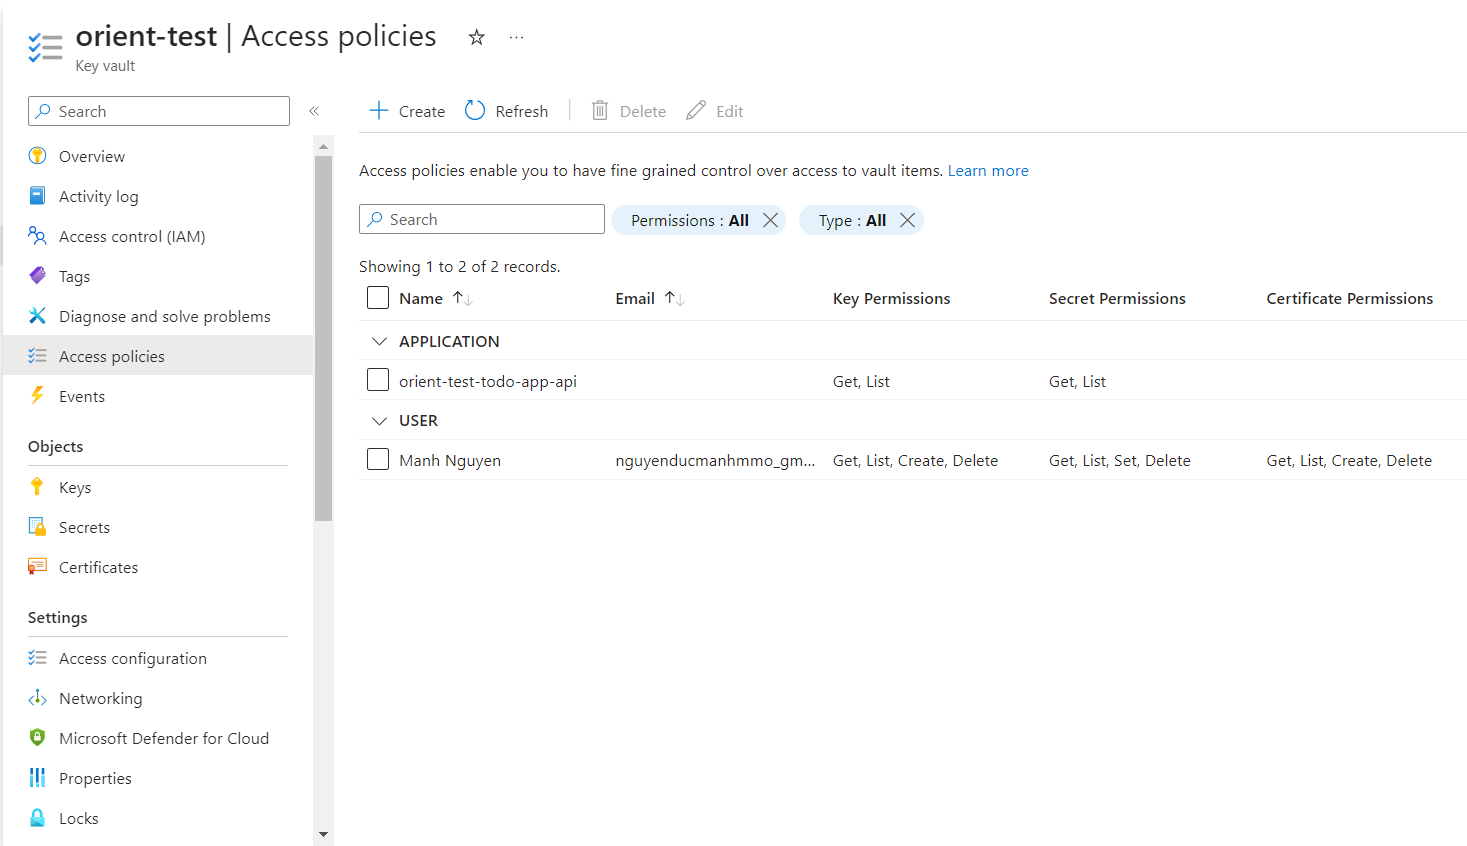 orient-test | Access policies
Key vault
Search
Overview
Activity log
Access control (IAM)
Tags
Diagnose and solve problems
Access policies
Events
Objects
Keys
Secrets
Certificates
Settings
Access configuration
Networking
Microsoft Defender for Cloud
Properties
Locks
Create Refresh Delete Edit
Access policies enable you to have fine grained control over access to vault items. Learn more
Search Permissions : All Type : All
Showing 1 to 2 of 2 records.
Name Email Key Permissions Secret Permissions Certificate Permissions
APPLICATION
orient-test-todo-app-api Get, List Get, List
USER
Manh Nguyen nguyenducmanhmmo_gm... Get, List, Create, Delete Get, List, Set, Delete Get, List, Create, Delete